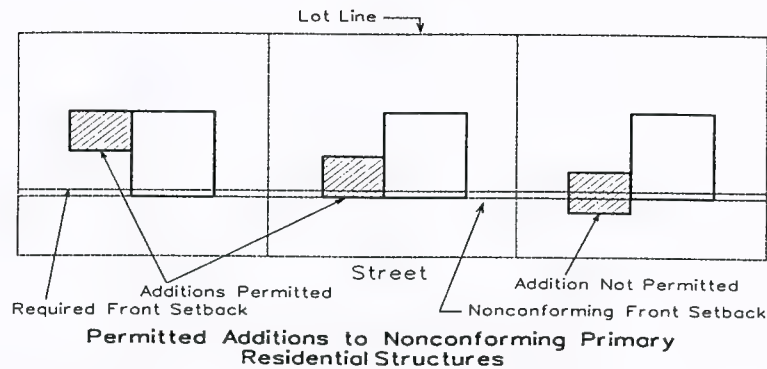 Lot Line
Street
Additions Permitted
Addition Not Permitted
Required Front Setback
Nonconforming Front Setback
Permitted Additions to Nonconforming Primary
Residential Structures